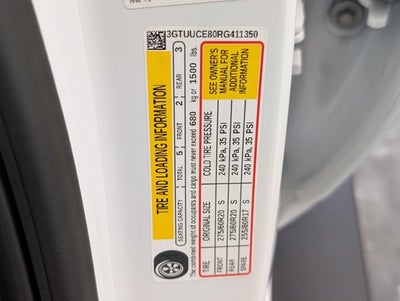 3GTUUCE80RG411350
TIRE AND LOADING INFORMATION
SEATING CAPACITY TOTAL 5 FRONT 2 REAR 3
The combined weight of occupants and cargo must never exceed 680 kg or 1500 lbs.
TIRE ORIGINAL SIZE COLD TIRE PRESSURE
FRONT 275/60R20 S 240 kPa, 35 PSI
REAR 275/60R20 S 240 kPa, 35 PSI
SPARE 255/80R17 S 240 kPa, 35 PSI
SEE OWNER'S
MANUAL FOR
ADDITIONAL
INFORMATION